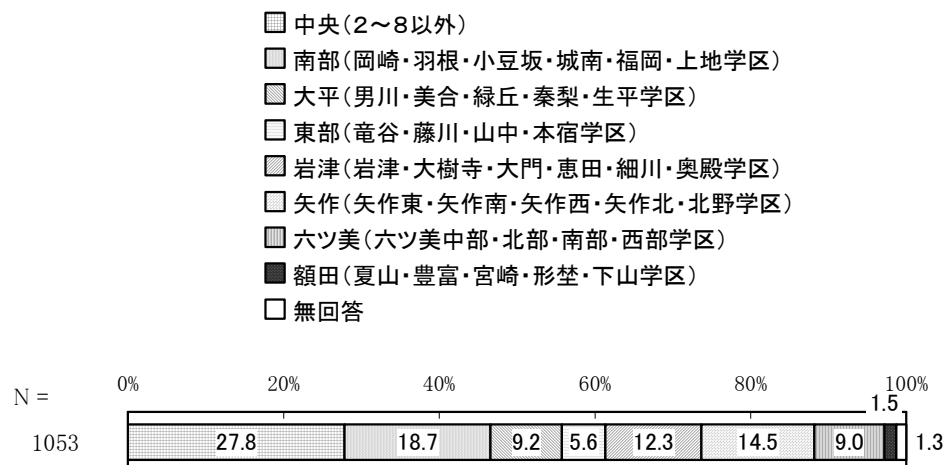 中央(2～8以外)
南部(岡崎・羽根・小豆坂・城南・福岡・上地学区)
大平(男川・美合・緑丘・秦梨・生平学区)
東部(竜谷・藤川・山中・本宿学区)
岩津(岩津・大樹寺・大門・恵田・細川・奥殿学区)
矢作(矢作東・矢作南・矢作西・矢作北・北野学区)
六ツ美(六ツ美中部・北部・南部・西部学区)
額田(夏山・豊富・宮崎・形埜・下山学区)
無回答
N = 0% 20% 40% 60% 80% 100%
1.5
1053 27.8 18.7 9.2 5.6 12.3 14.5 9.0 1.3